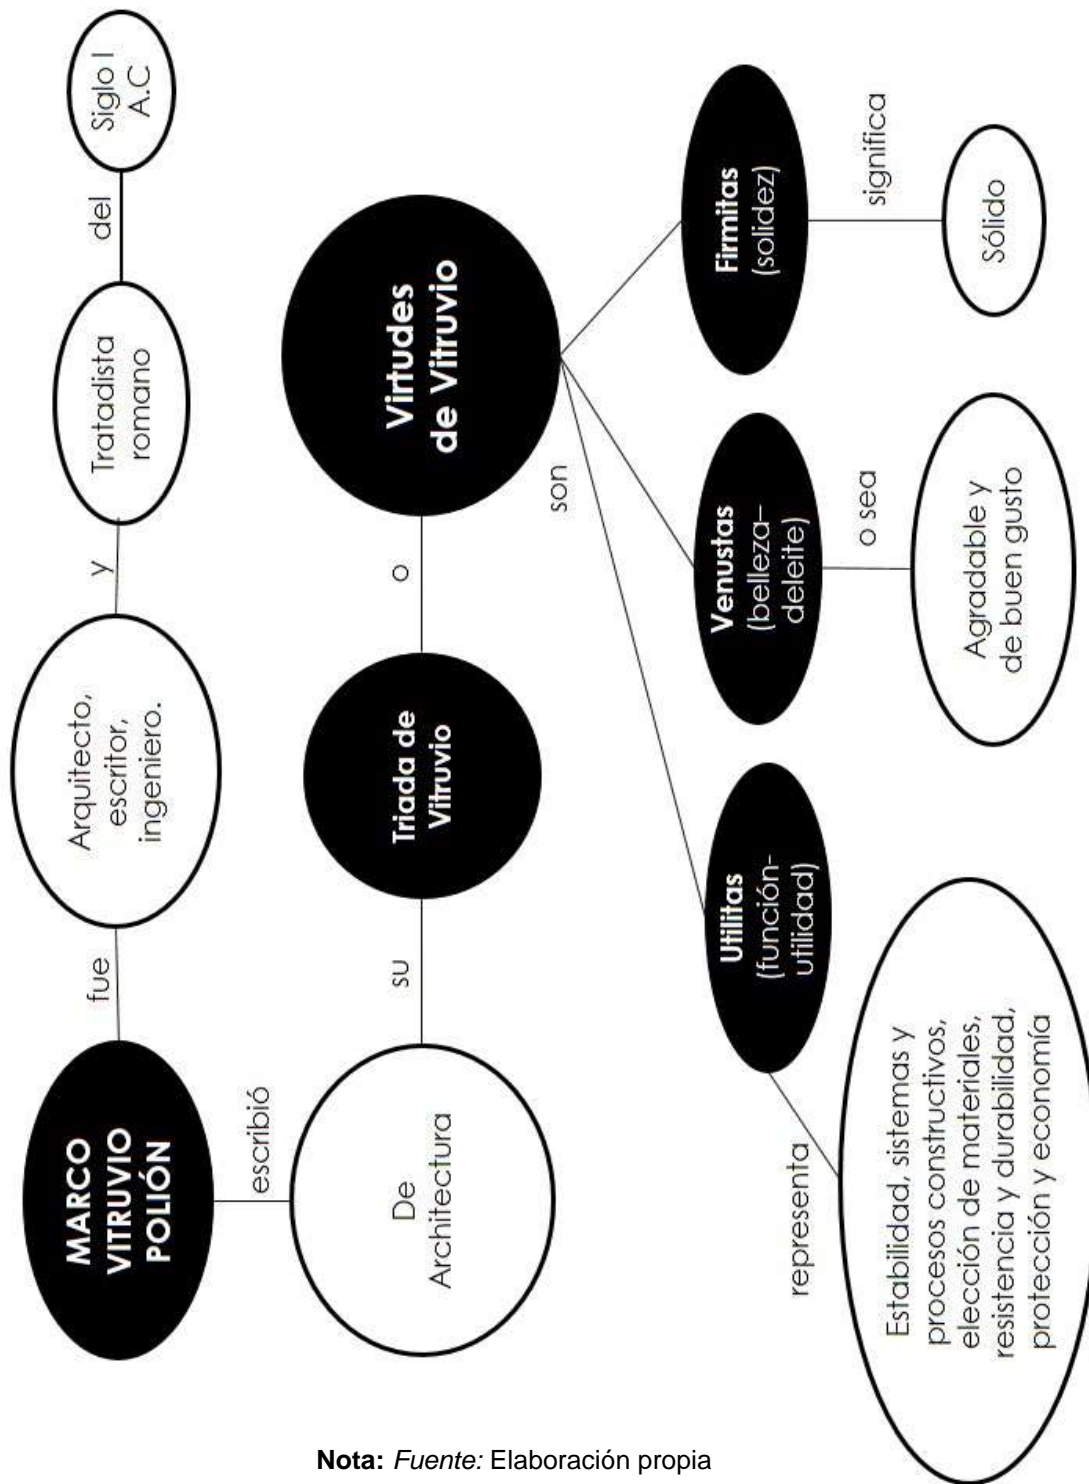 MARCO
VITRUVIO
POLIÓN
fue
Arquitecto,
escritor,
ingeniero.
y
Tratadista
romano
del
Siglo I
A.C
escribió
De
Architectura
su
Triada de
Vitruvio
o
Virtudes
de Vitruvio
son
Utilitas
(función-
utilidad)
Venustas
(belleza–
deleite)
Firmitas
(solidez)
representa
o sea
significa
Estabilidad, sistemas y
procesos constructivos,
elección de materiales,
resistencia y durabilidad,
protección y economía
Agradable y
de buen gusto
Sólido
Nota: Fuente: Elaboración propia